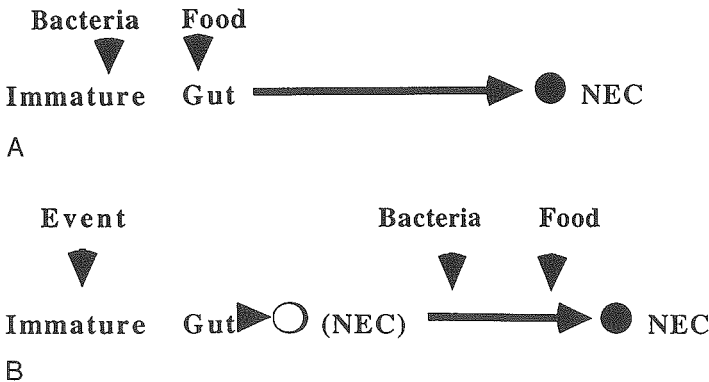 Bacteria Food
Immature Gut NEC
A
Event Bacteria Food
Immature Gut (NEC) NEC
B